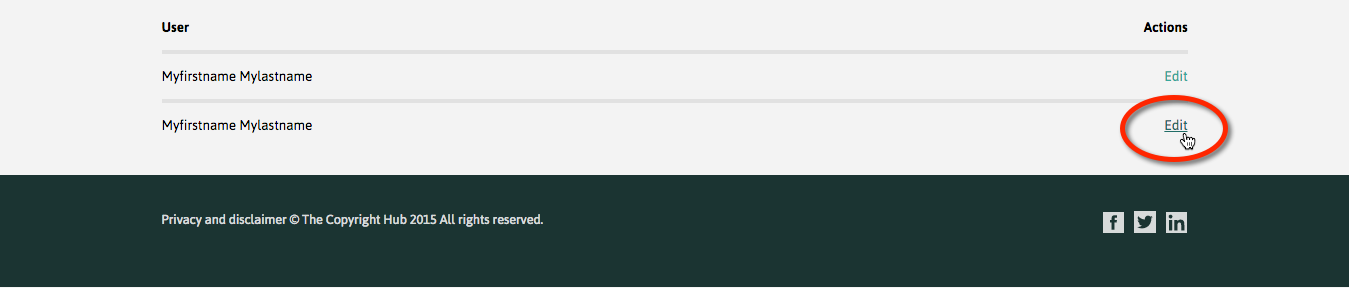 User Actions
Myfirstname Mylastname Edit
Myfirstname Mylastname Edit
Privacy and disclaimer © The Copyright Hub 2015 All rights reserved. f in